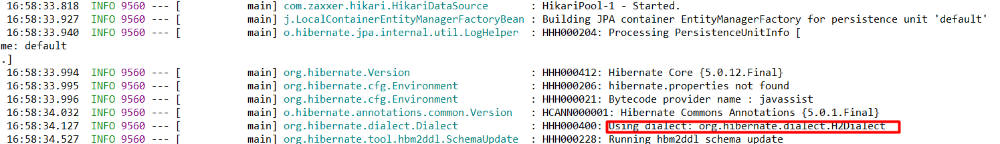 16:58:33.818 INFO 9560 --- [ main] com.zaxxer.hikari.HikariDataSource : HikariPool-1 - Started.
16:58:33.927 INFO 9560 --- [ main] j.LocalContainerEntityManagerFactoryBean : Building JPA container EntityManagerFactory for persistence unit 'default'
16:58:33.940 INFO 9560 --- [ main] o.hibernate.jpa.internal.util.LogHelper : HHH000204: Processing PersistenceUnitInfo [
me: default
.]
16:58:33.994 INFO 9560 --- [ main] org.hibernate.Version : HHH000412: Hibernate Core {5.0.12.Final}
16:58:33.995 INFO 9560 --- [ main] org.hibernate.cfg.Environment : HHH000206: hibernate.properties not found
16:58:33.996 INFO 9560 --- [ main] org.hibernate.cfg.Environment : HHH000021: Bytecode provider name : javassist
16:58:34.032 INFO 9560 --- [ main] o.hibernate.annotations.common.Version : HCANN000001: Hibernate Commons Annotations {5.0.1.Final}
16:58:34.127 INFO 9560 --- [ main] org.hibernate.dialect.Dialect : HHH000400: Using dialect: org.hibernate.dialect.H2Dialect
16:58:34.527 INFO 9560 --- [ main] org.hibernate.tool.hbm2ddl.SchemaUpdate : HHH000228: Running hbm2ddl schema update